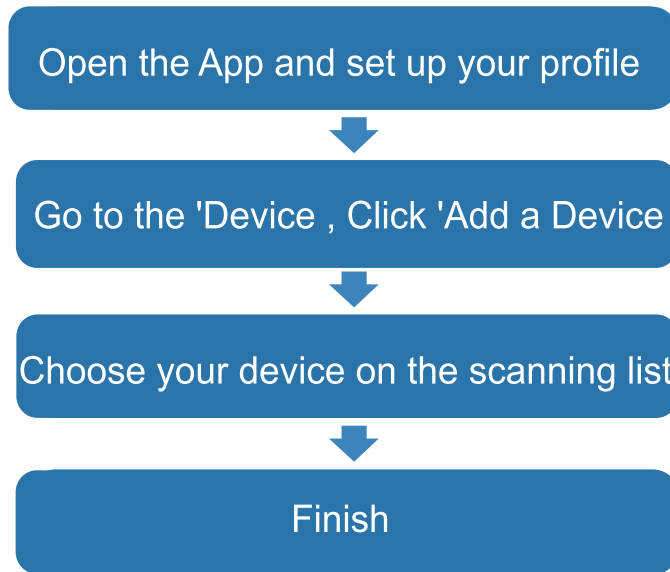 Open the App and set up your profile
Go to the 'Device , Click 'Add a Device
Choose your device on the scanning list
Finish